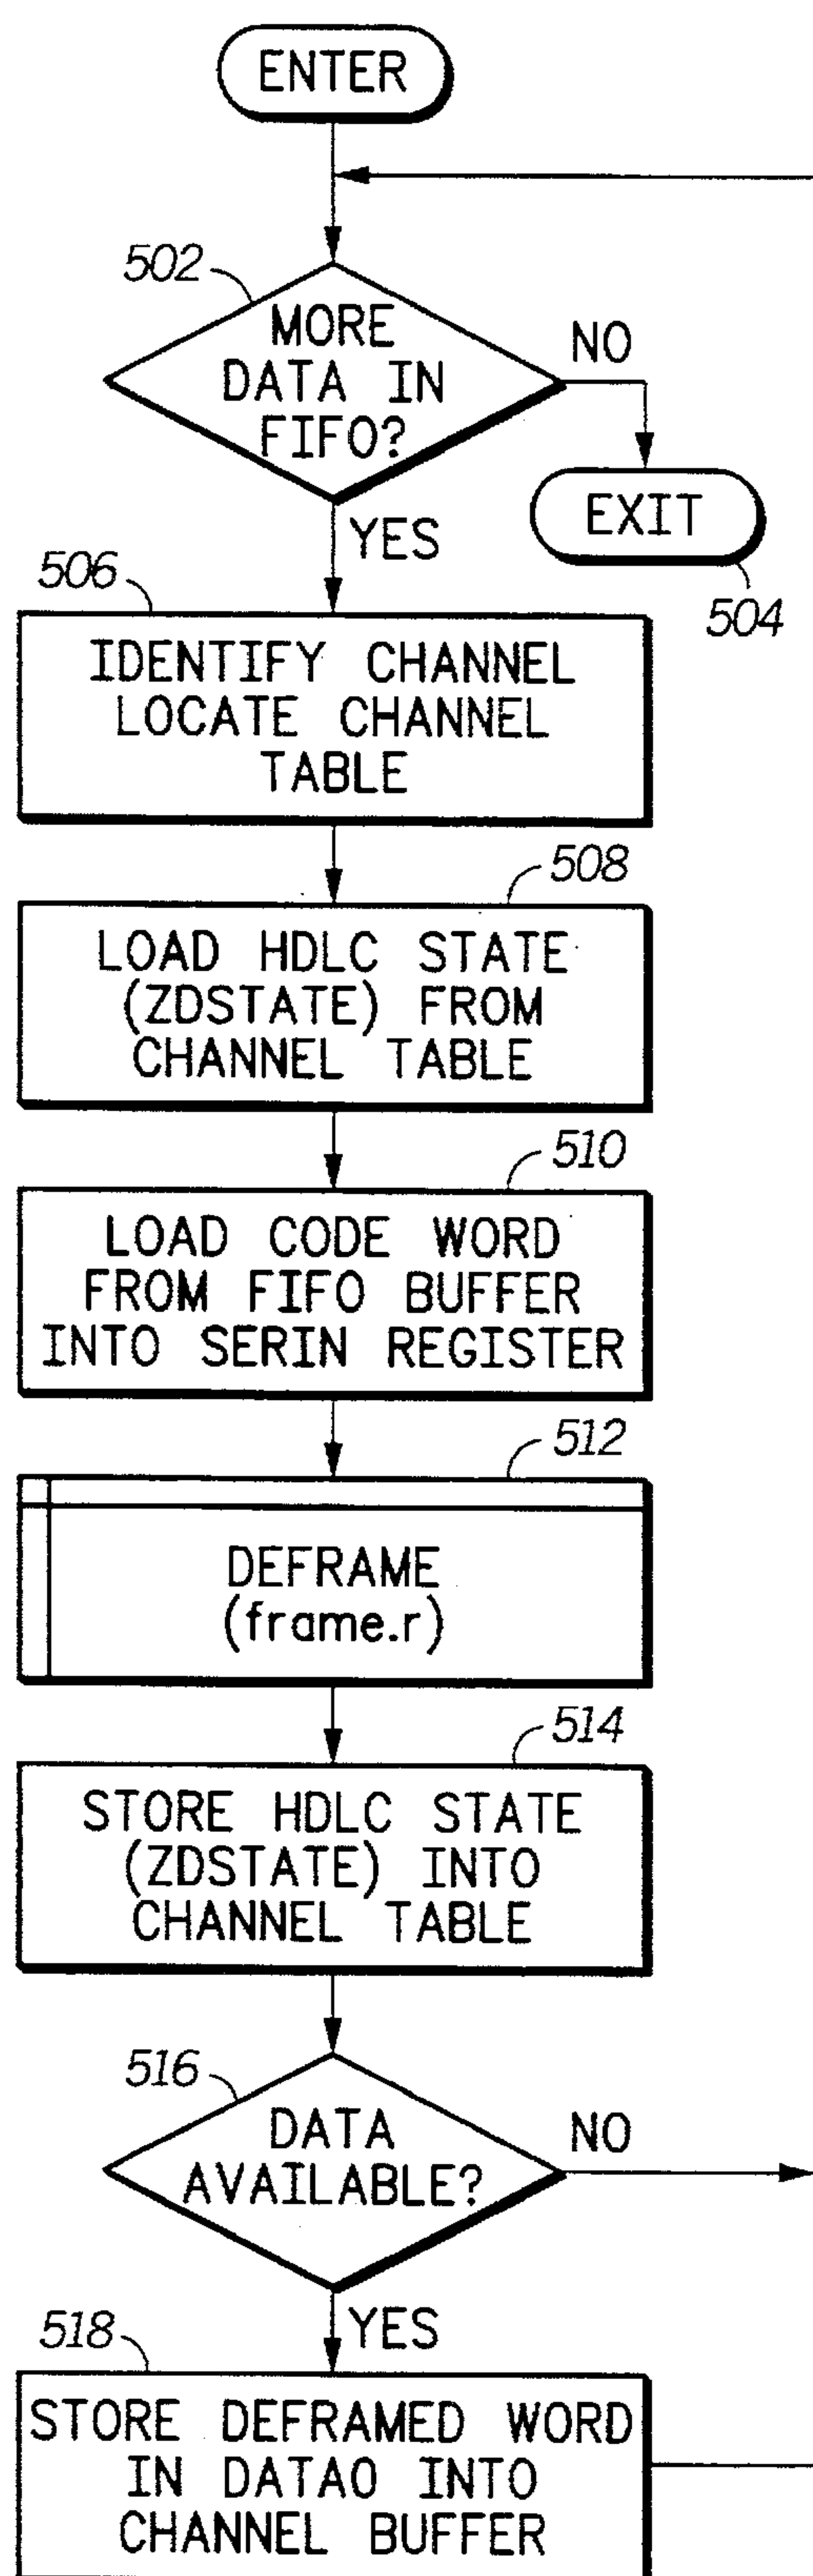 ENTER
502
MORE
DATA IN
FIFO?
NO
EXIT
504
YES
506
IDENTIFY CHANNEL
LOCATE CHANNEL
TABLE
508
LOAD HDLC STATE
(ZDSTATE) FROM
CHANNEL TABLE
510
LOAD CODE WORD
FROM FIFO BUFFER
INTO SERIN REGISTER
512
DEFRAME
(frame.r)
514
STORE HDLC STATE
(ZDSTATE) INTO
CHANNEL TABLE
516
DATA
AVAILABLE?
NO
YES
518
STORE DEFRAMED WORD
IN DATAO INTO
CHANNEL BUFFER